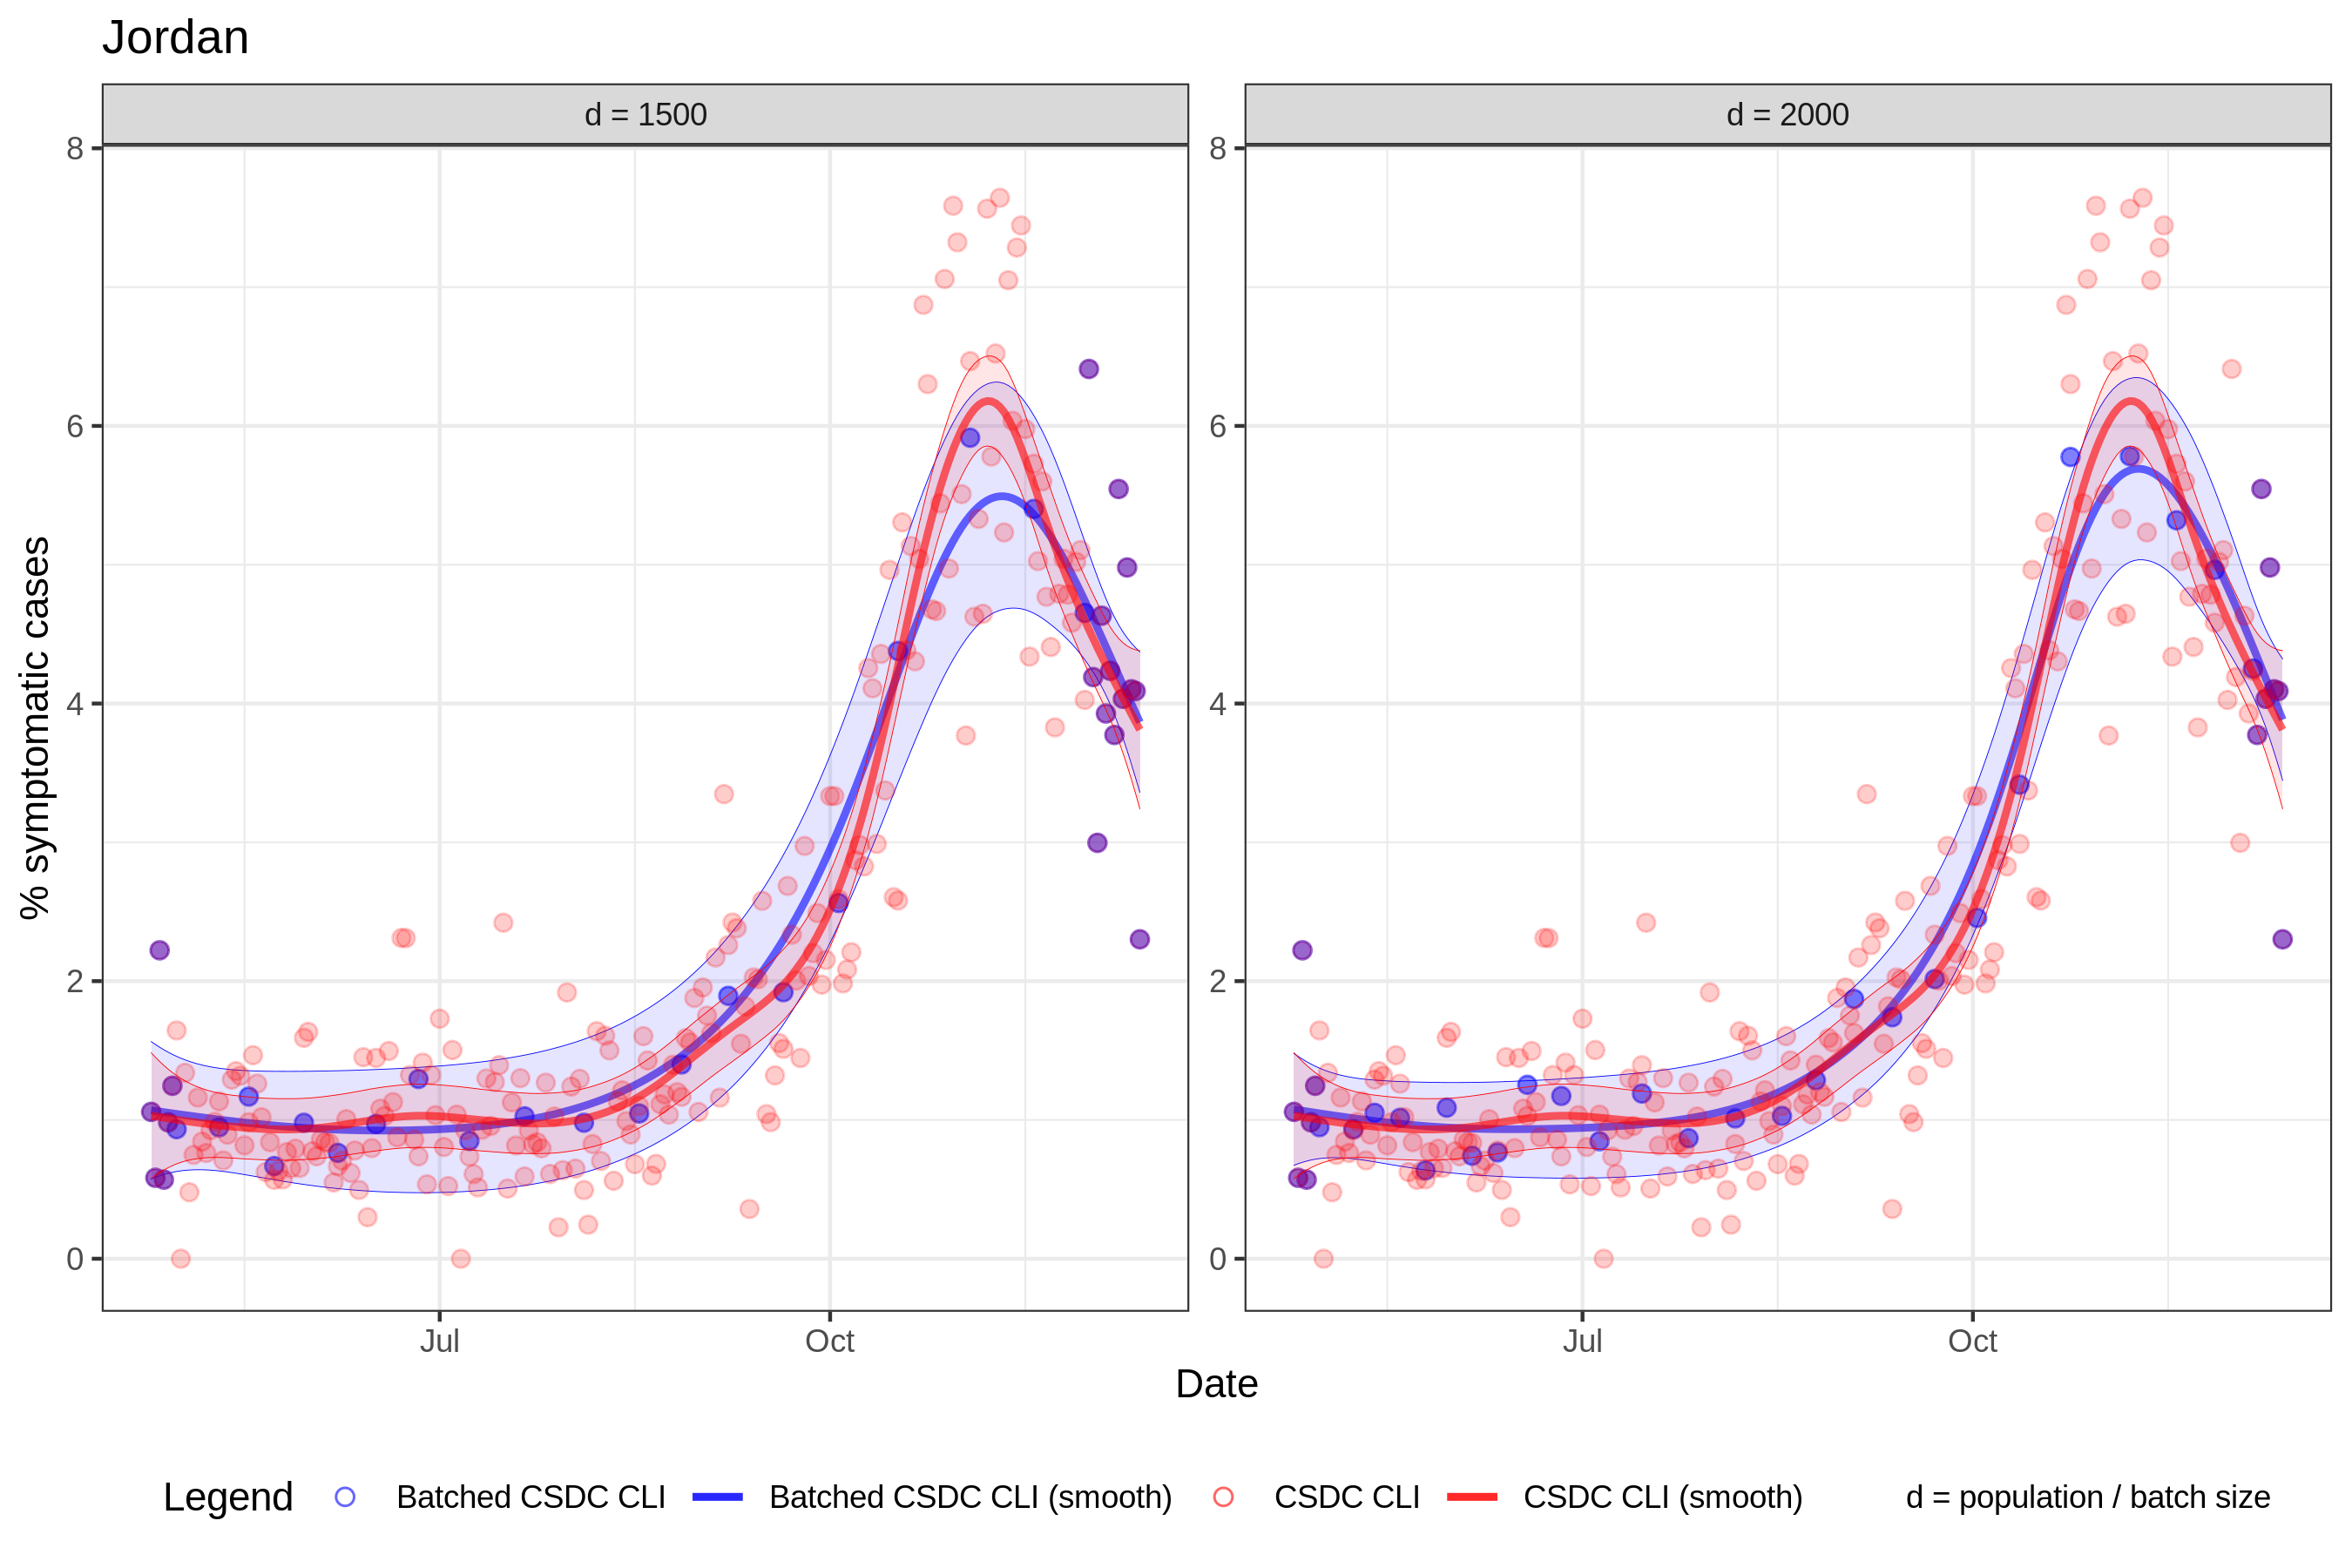 Jordan
d = 1500
d = 2000
% symptomatic cases
8
6
4
2
0
8
6
4
2
0
Jul
Oct
Jul
Oct
Date
Legend
Batched CSDC CLI
Batched CSDC CLI (smooth)
CSDC CLI
CSDC CLI (smooth)
d = population / batch size